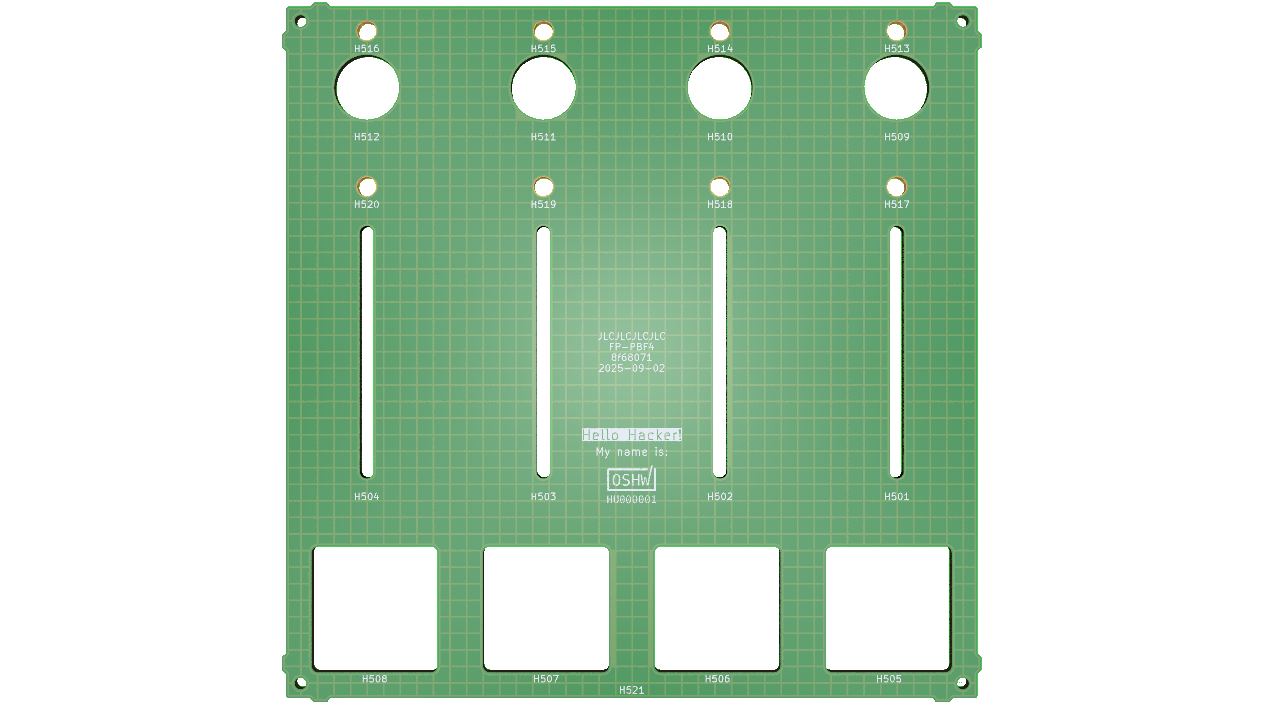 H516 H515 H514 H513
H512 H511 H510 H509
H520 H519 H518 H517
JLCJLCJLCJLC
FP-PBF4
8f68071
2025-09-02
Hello Hacker!
My name is:
OSHW
H504 H503 H502 H501
HU000001
H508 H507 H506 H505
H521